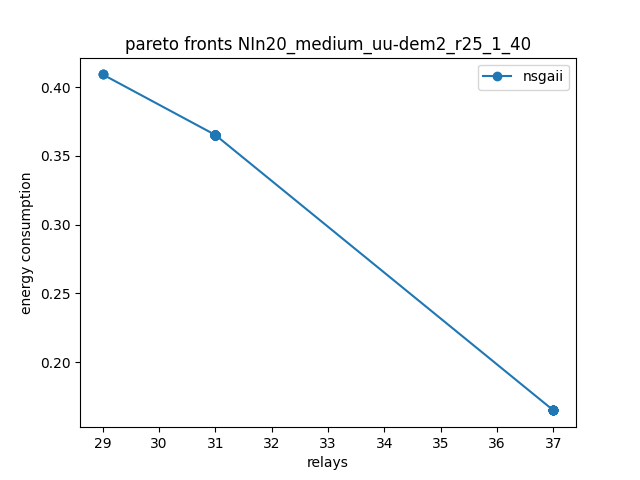 pareto fronts NIn20_medium_uu-dem2_r25_1_40
nsgaii
energy consumption
0.40
0.35
0.30
0.25
0.20
29 30 31 32 33 34 35 36 37
relays